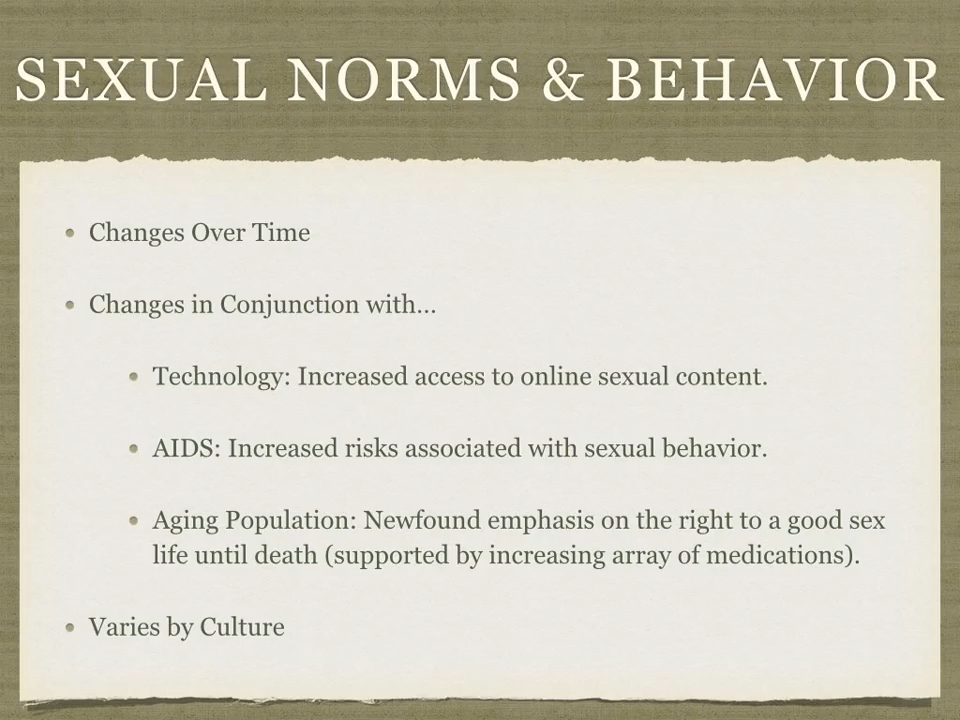 SEXUAL NORMS & BEHAVIOR
• Changes Over Time
• Changes in Conjunction with…
• Technology: Increased access to online sexual content.
• AIDS: Increased risks associated with sexual behavior.
• Aging Population: Newfound emphasis on the right to a good sex
life until death (supported by increasing array of medications).
• Varies by Culture